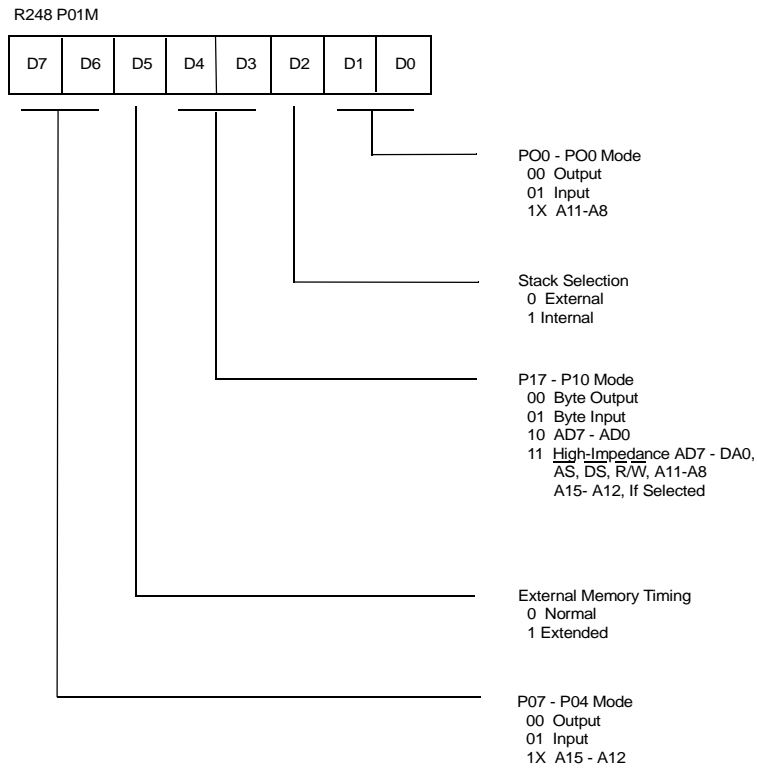 R248 P01M
D7 D6 D5 D4 D3 D2 D1 D0
PO0 - PO0 Mode
00 Output
01 Input
1X A11-A8
Stack Selection
0 External
1 Internal
P17 - P10 Mode
00 Byte Output
01 Byte Input
10 AD7 - AD0
11 High-Impedance AD7 - DA0,
A̅S̅, D̅S̅, R̅/W̅, A11-A8
A15- A12, If Selected
External Memory Timing
0 Normal
1 Extended
P07 - P04 Mode
00 Output
01 Input
1X A15 - A12